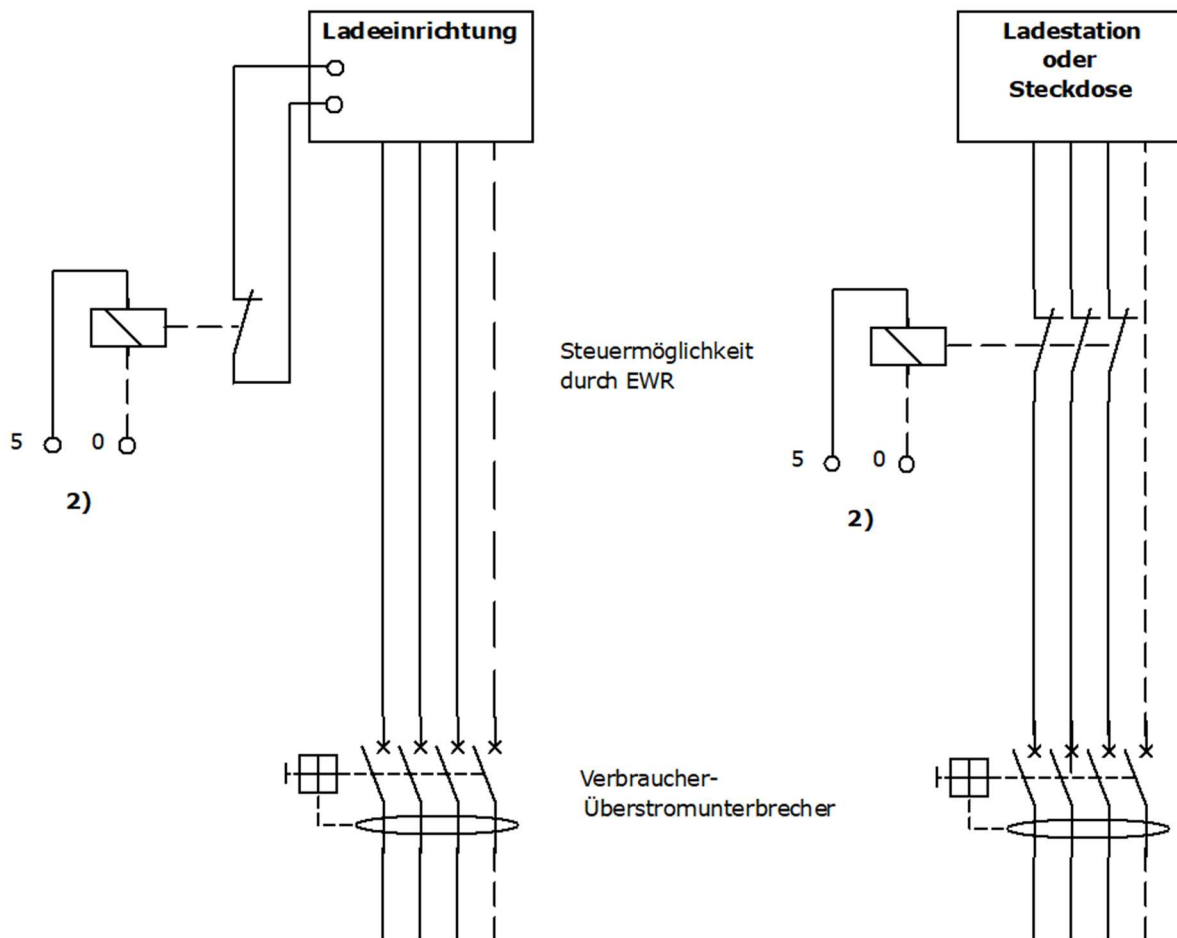 Ladeeinrichtung
Ladestation
oder
Steckdose
Steuermöglichkeit
durch EWR
5 0
2)
5 0
2)
Verbraucher-
Überstromunterbrecher